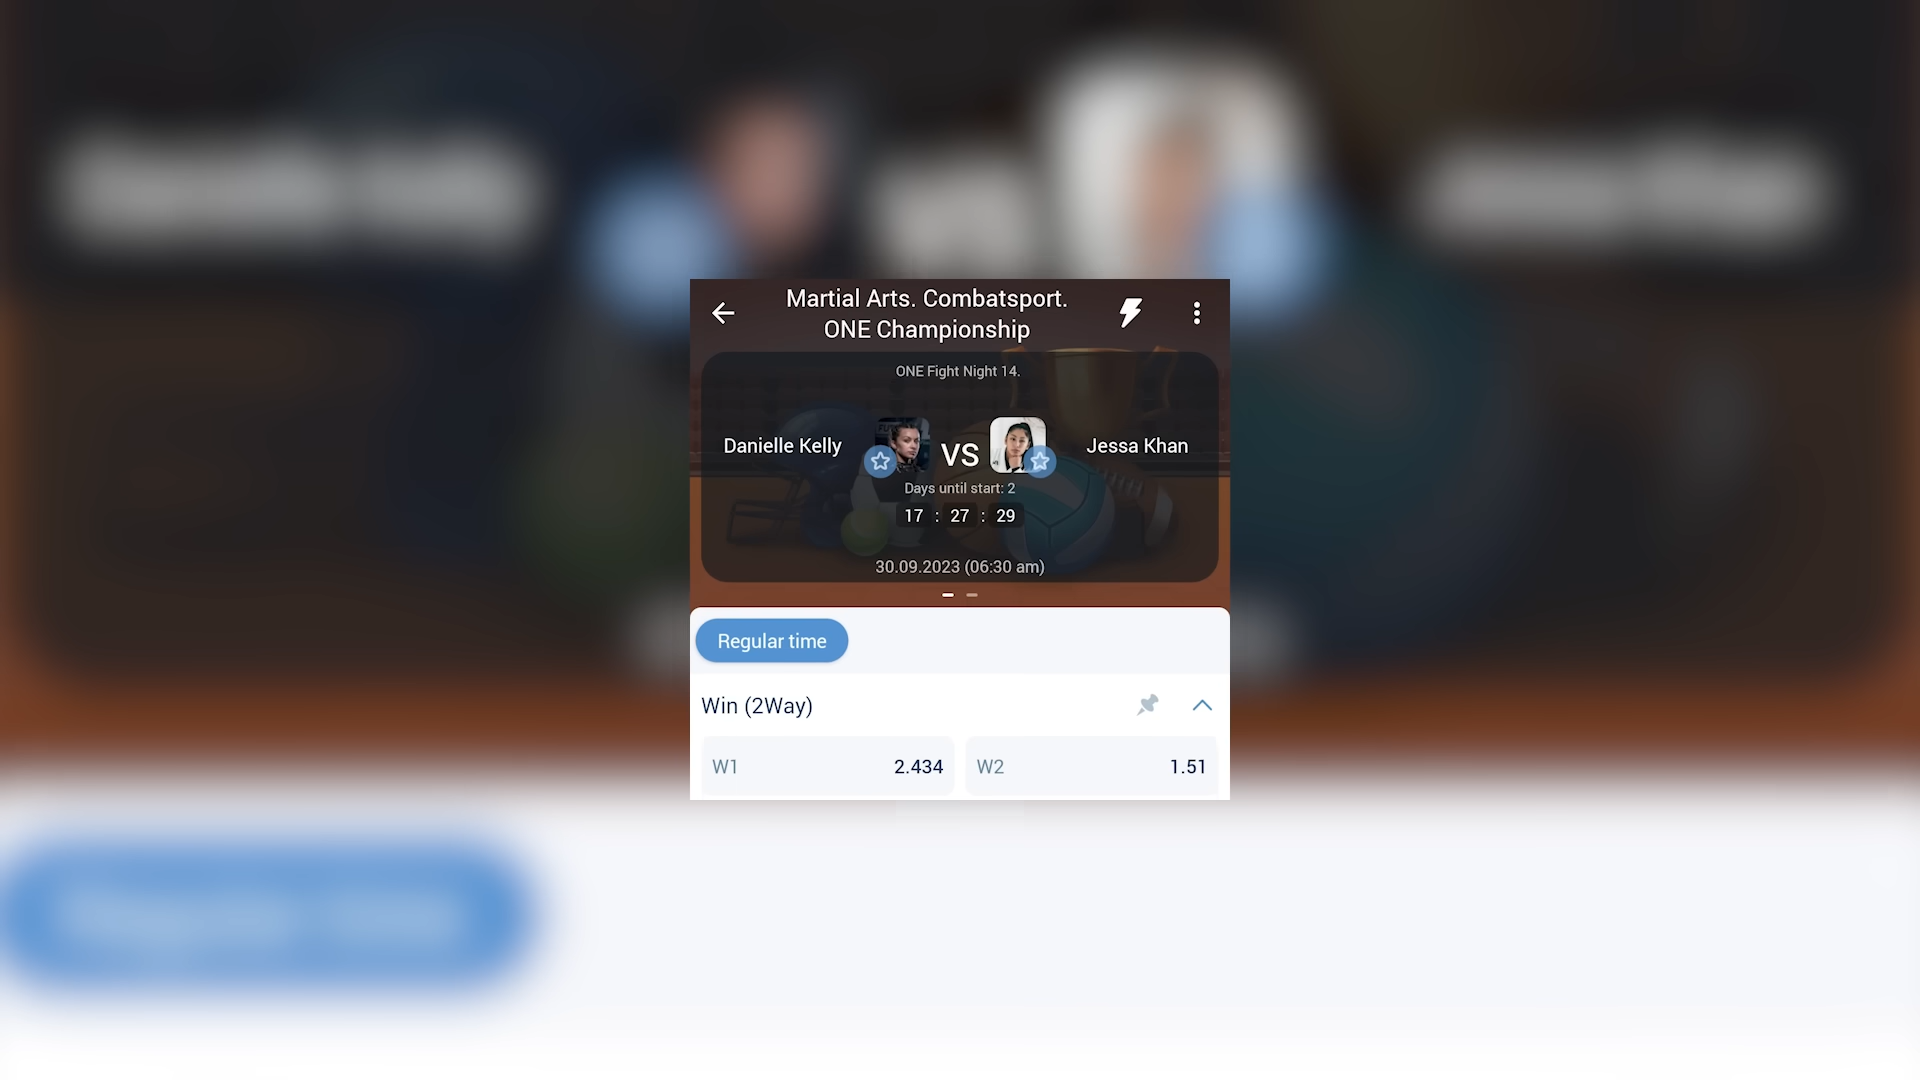 Martial Arts. Combatsport.
ONE Championship
ONE Fight Night 14.
Danielle Kelly VS Jessa Khan
Days until start: 2
17 : 27 : 29
30.09.2023 (06:30 am)
Regular time
Win (2Way)
W1 2.434 W2 1.51